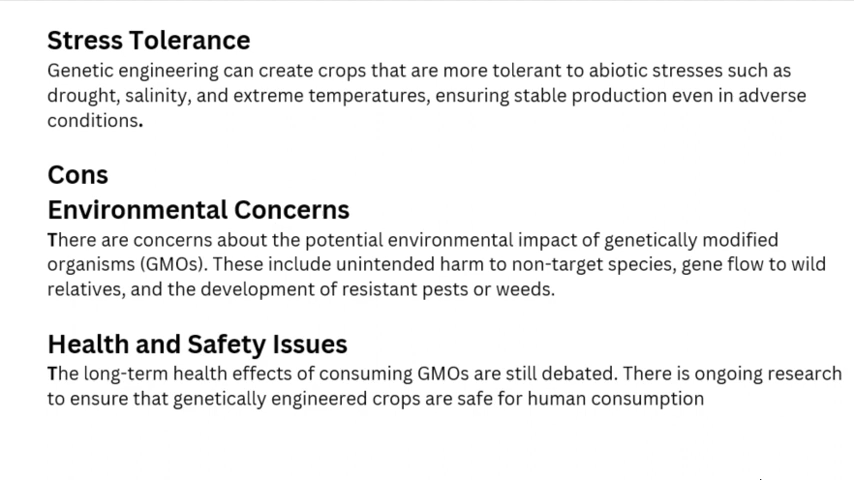 Stress Tolerance
Genetic engineering can create crops that are more tolerant to abiotic stresses such as
drought, salinity, and extreme temperatures, ensuring stable production even in adverse
conditions.
Cons
Environmental Concerns
There are concerns about the potential environmental impact of genetically modified
organisms (GMOs). These include unintended harm to non-target species, gene flow to wild
relatives, and the development of resistant pests or weeds.
Health and Safety Issues
The long-term health effects of consuming GMOs are still debated. There is ongoing research
to ensure that genetically engineered crops are safe for human consumption